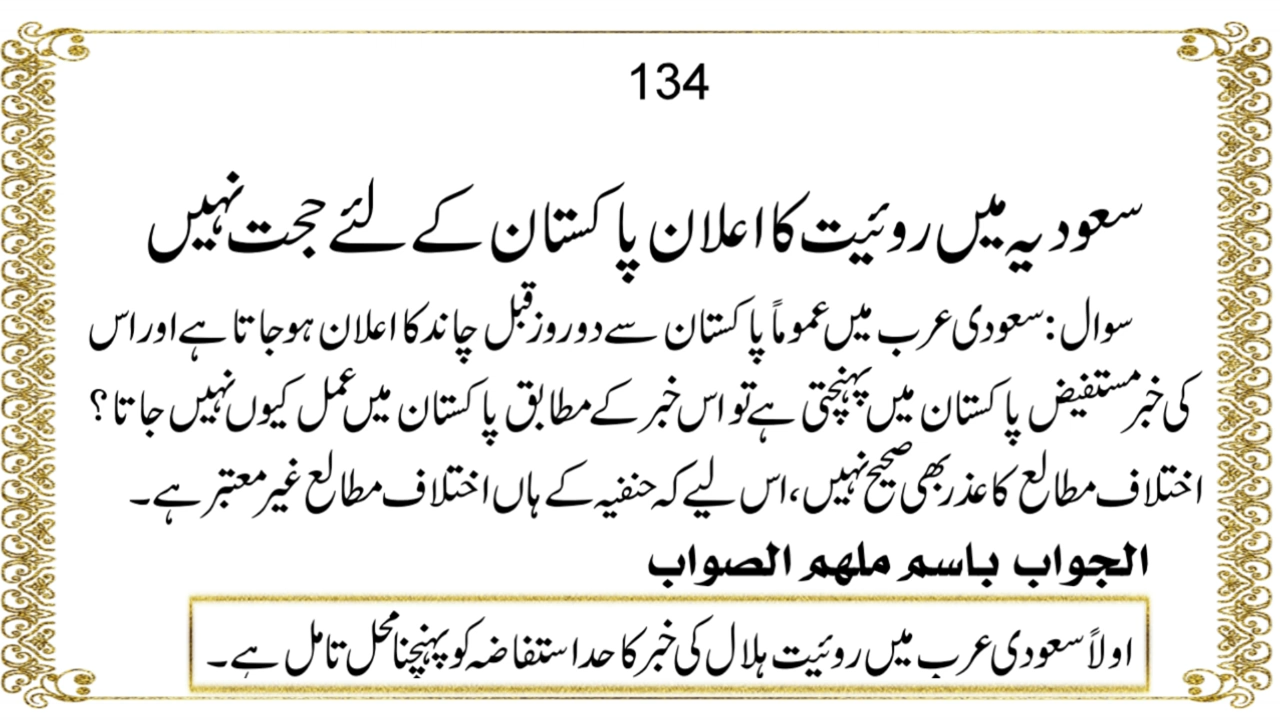 134
سعودیہ میں روئیت کا اعلان پاکستان کے لئے حجت نہیں
سوال: سعودی عرب میں عموماً پاکستان سے دو روز قبل چاند کا اعلان ہو جاتا ہے اور اس
کی خبر مستفیض پاکستان میں پہنچتی ہے تو اس خبر کے مطابق پاکستان میں عمل کیوں نہیں جاتا؟
اختلاف مطالع کا عذر بھی صحیح نہیں، اس لیے کہ حنفیہ کے ہاں اختلاف مطالع غیر معتبر ہے۔
الجواب باسم ملهم الصواب
اولاً سعودی عرب میں روئیت ہلال کی خبر کا حد استفاضہ کو پہنچنا محل تامل ہے۔